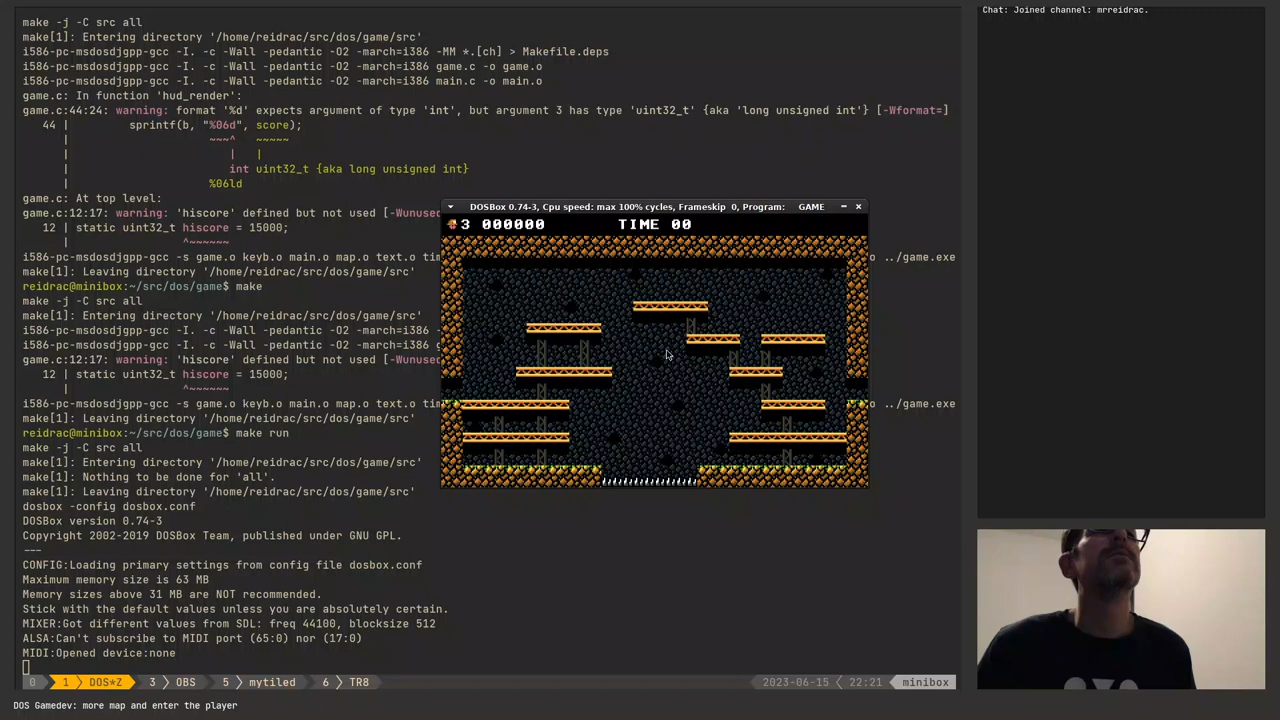 make -j -C src all
make[1]: Entering directory '/home/reidrac/src/dos/game/src'
i586-pc-msdosdjgpp-gcc -I. -c -Wall -pedantic -O2 -march=i386 -MM *.[ch] > Makefile.deps
i586-pc-msdosdjgpp-gcc -I. -c -Wall -pedantic -O2 -march=i386 game.c -o game.o
i586-pc-msdosdjgpp-gcc -I. -c -Wall -pedantic -O2 -march=i386 main.c -o main.o
game.c: In function 'hud_render':
game.c:44:24: warning: format '%d' expects argument of type 'int', but argument 3 has type 'uint32_t' {aka 'long unsigned int'} [-Wformat=]
44 | sprintf(b, "%06d", score);
| ~~~^ ~~~~~
| | |
| int uint32_t {aka long unsigned int}
| %06ld
game.c: At top level:
game.c:12:17: warning: 'hiscore' defined but not used [-Wunused
12 | static uint32_t hiscore = 15000;
| ^~~~~~~
i586-pc-msdosdjgpp-gcc -s game.o keyb.o main.o map.o text.o tim
o ../game.exe
make[1]: Leaving directory '/home/reidrac/src/dos/game/src'
reidrac@minibox:~/src/dos/game$ make
make -j -C src all
make[1]: Entering directory '/home/reidrac/src/dos/game/src'
i586-pc-msdosdjgpp-gcc -I. -c -Wall -pedantic -O2 -march=i386
i586-pc-msdosdjgpp-gcc -I. -c -Wall -pedantic -O2 -march=i386 g
game.c:12:17: warning: 'hiscore' defined but not used [-Wunused
12 | static uint32_t hiscore = 15000;
| ^~~~~~~
i586-pc-msdosdjgpp-gcc -s game.o keyb.o main.o map.o text.o tim
o ../game.exe
make[1]: Leaving directory '/home/reidrac/src/dos/game/src'
reidrac@minibox:~/src/dos/game$ make run
make -j -C src all
make[1]: Entering directory '/home/reidrac/src/dos/game/src'
make[1]: Nothing to be done for 'all'.
make[1]: Leaving directory '/home/reidrac/src/dos/game/src'
dosbox -config dosbox.conf
DOSBox version 0.74-3
Copyright 2002-2019 DOSBox Team, published under GNU GPL.
---
CONFIG:Loading primary settings from config file dosbox.conf
Maximum memory size is 63 MB
Memory sizes above 31 MB are NOT recommended.
Stick with the default values unless you are absolutely certain.
MIXER:Got different values from SDL: freq 44100, blocksize 512
ALSA:Can't subscribe to MIDI port (65:0) nor (17:0)
MIDI:Opened device:none
0 1 DOS*Z 3 OBS 5 mytiled 6 TR8 2023-06-15 22:21 minibox
DOS Gamedev: more map and enter the player
DOSBox 0.74-3, Cpu speed: max 100% cycles, Frameskip 0, Program: GAME
3 000000 TIME 00
Chat: Joined channel: mrreidrac.